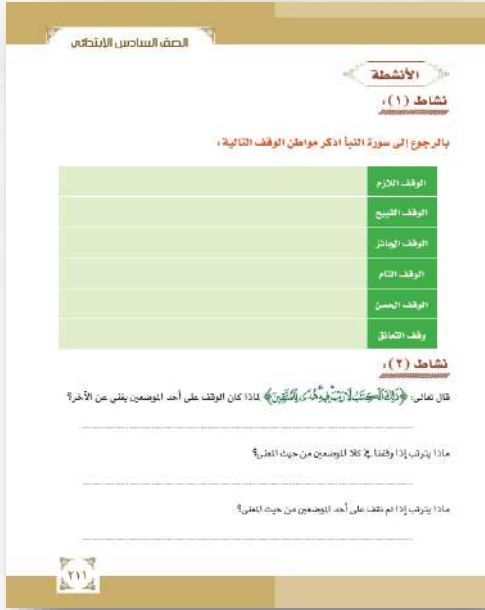 الصف السادس الابتدائي
الأنشطة
نشاط (١):
بالرجوع إلى سورة النبأ اذكر مواطن الوقف التالية:
الوقف اللازم
الوقف القبيح
الوقف الجائز
الوقف التام
الوقف الحسن
وقف التعانق
نشاط (٢):
قال تعالى: ﴿ذَٰلِكَ ٱلْكِتَٰبُ لَا رَيْبَ فِيهِ هُدًى لِّلْمُتَّقِينَ﴾ لماذا كان الوقف على أحد الموضعين يغني عن الآخر؟
ماذا يترتب إذا وقفنا في كلا الموضعين من حيث المعنى؟
ماذا يترتب إذا لم نقف على أحد الموضعين من حيث المعنى؟
٢١١